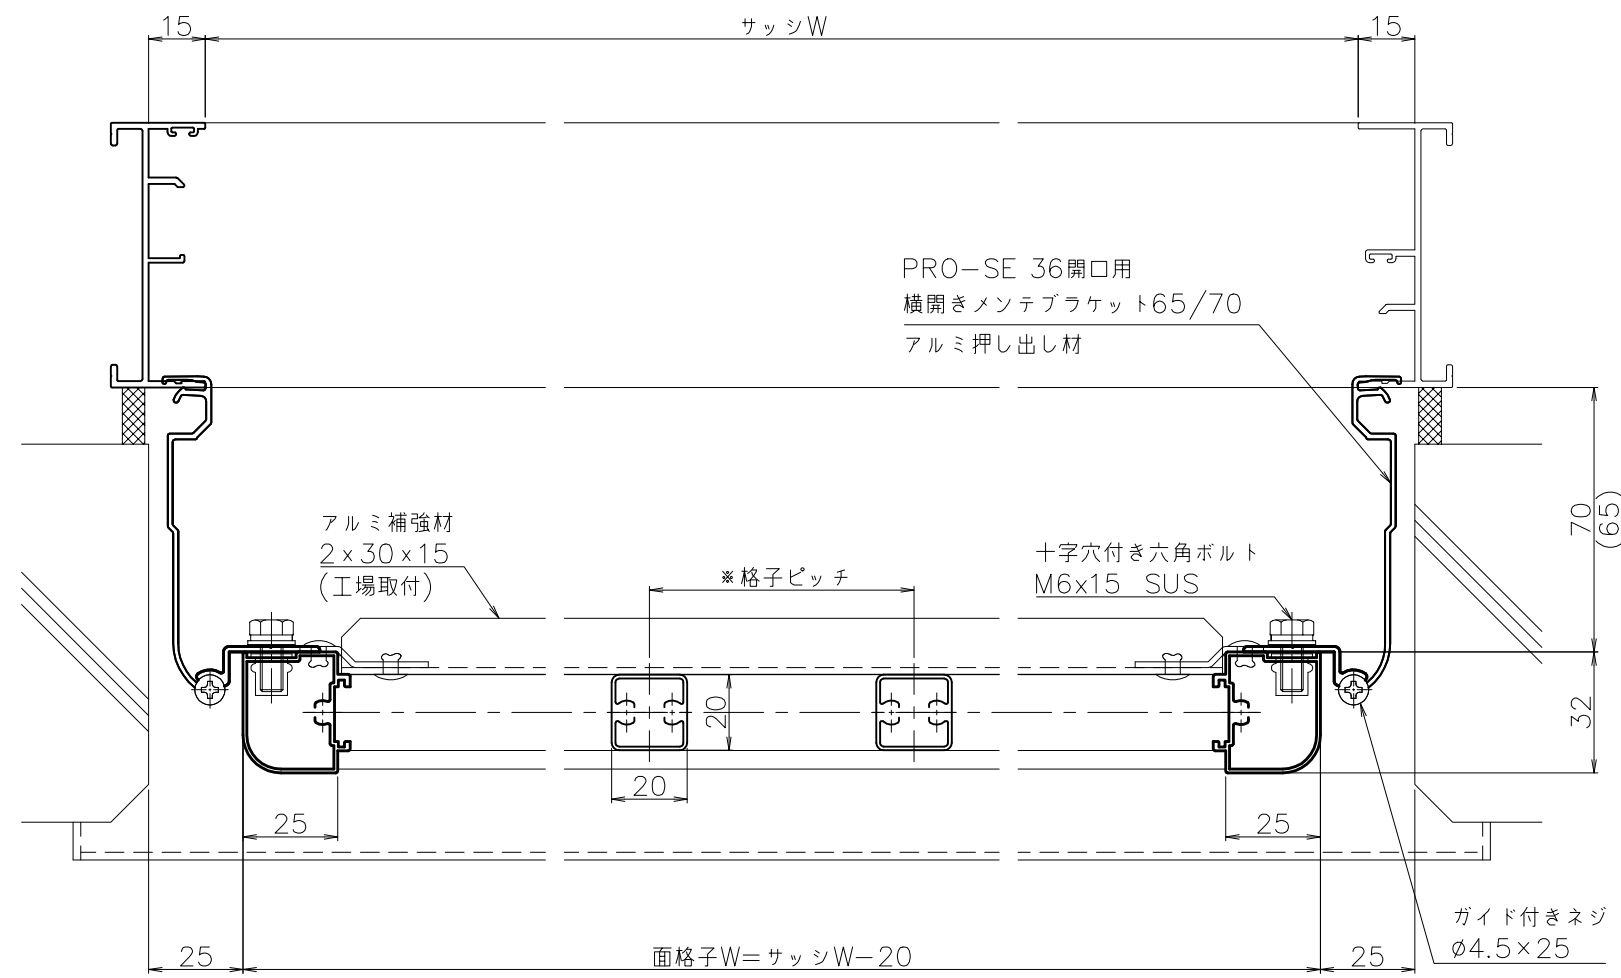 15
サッシW
15
PRO-SE 36開口用
横開きメンテブラケット65/70
アルミ押し出し材
アルミ補強材
2x30x15
(工場取付)
※格子ピッチ
十字穴付き六角ボルト
M6x15 SUS
70
(65)
32
20
20
25
25
ガイド付きネジ
φ4.5×25
25
面格子W=サッシW-20
25